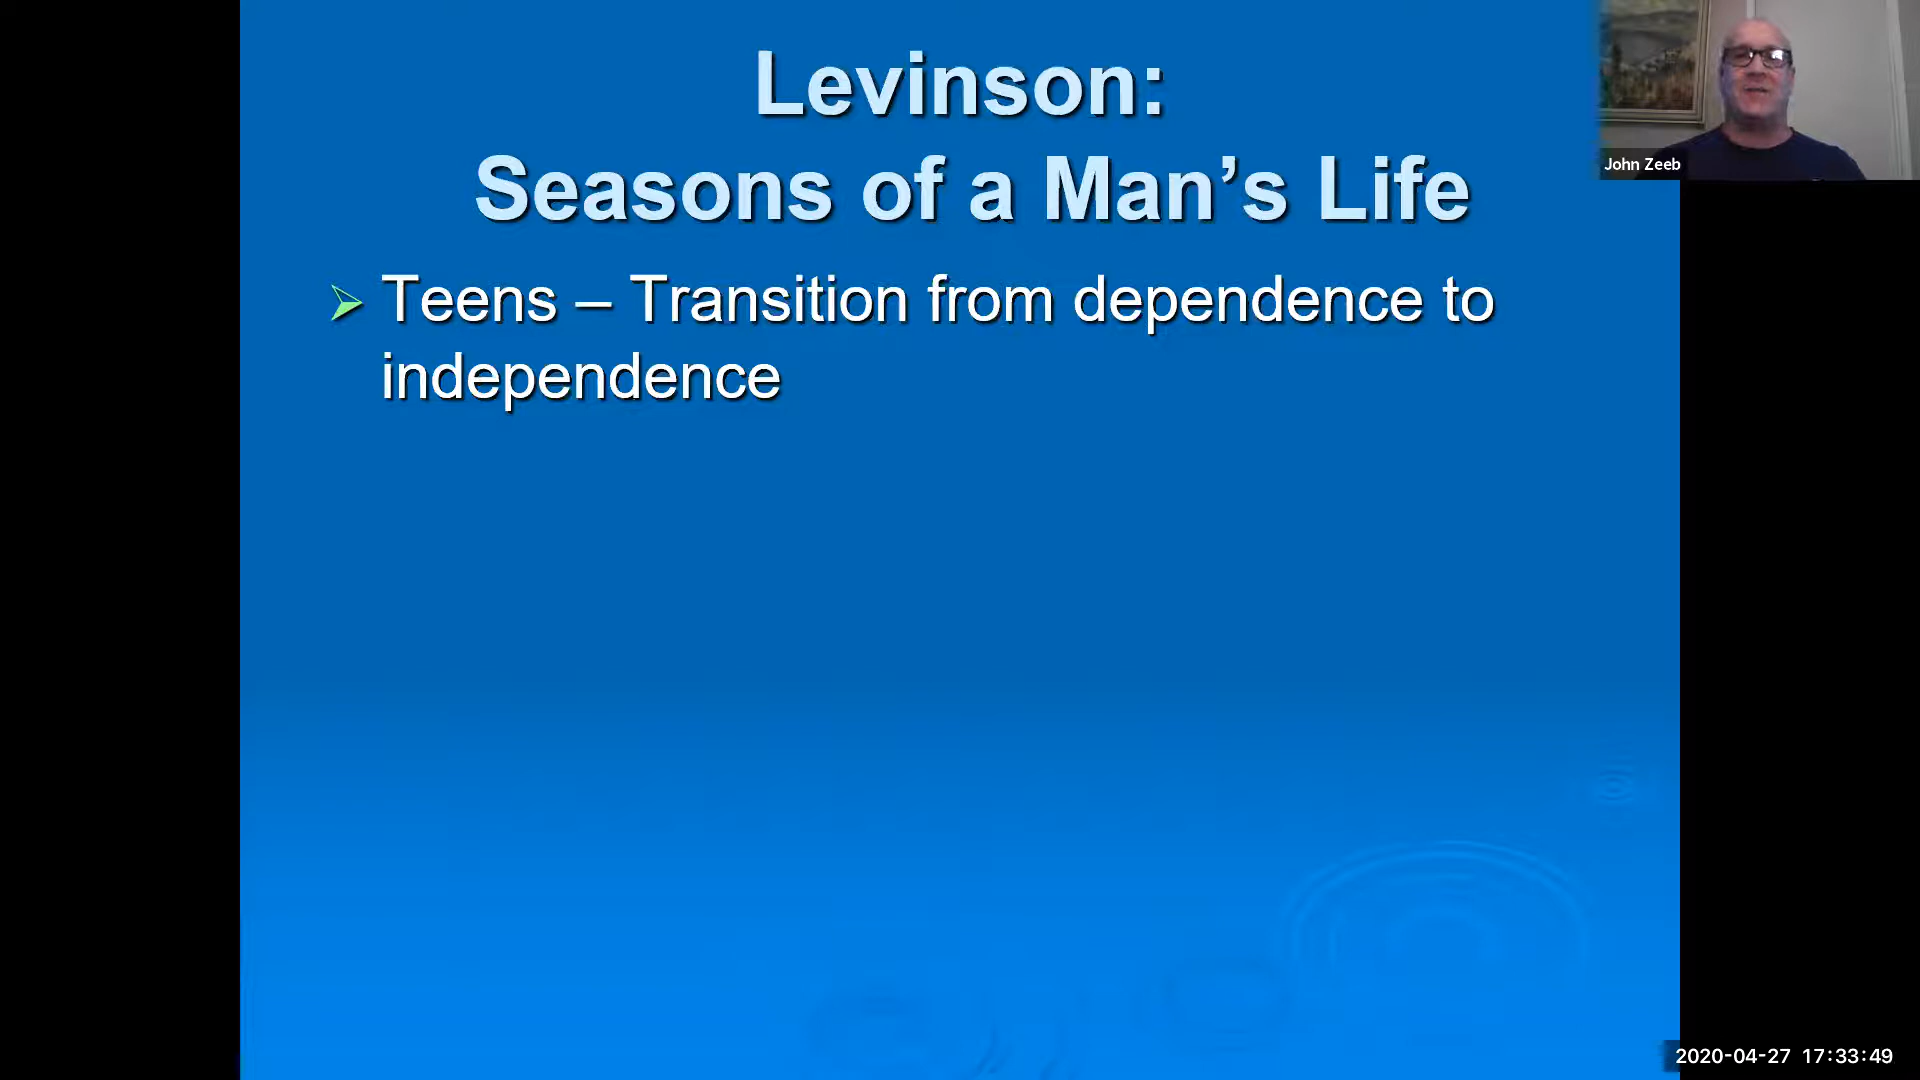 Levinson:
Seasons of a Man’s Life
Teens – Transition from dependence to
independence
John Zeeb
2020-04-27 17:33:49